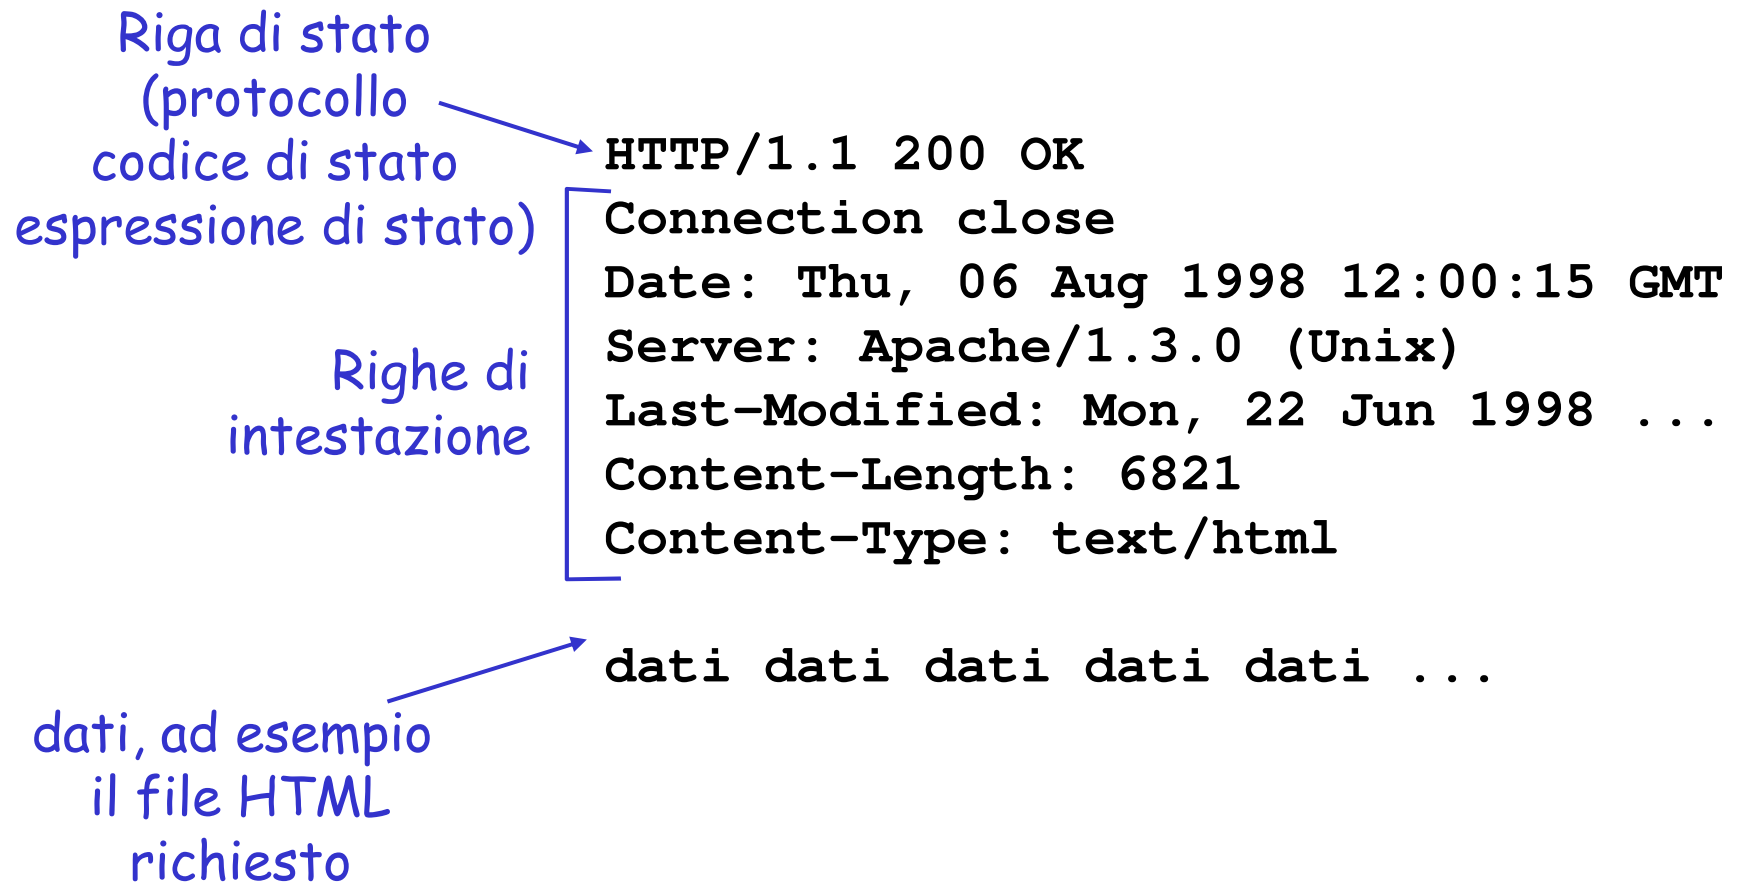 Riga di stato
(protocollo
codice di stato
espressione di stato)
HTTP/1.1 200 OK
Connection close
Date: Thu, 06 Aug 1998 12:00:15 GMT
Server: Apache/1.3.0 (Unix)
Last-Modified: Mon, 22 Jun 1998 ...
Content-Length: 6821
Content-Type: text/html
Righe di
intestazione
dati dati dati dati dati ...
dati, ad esempio
il file HTML
richiesto